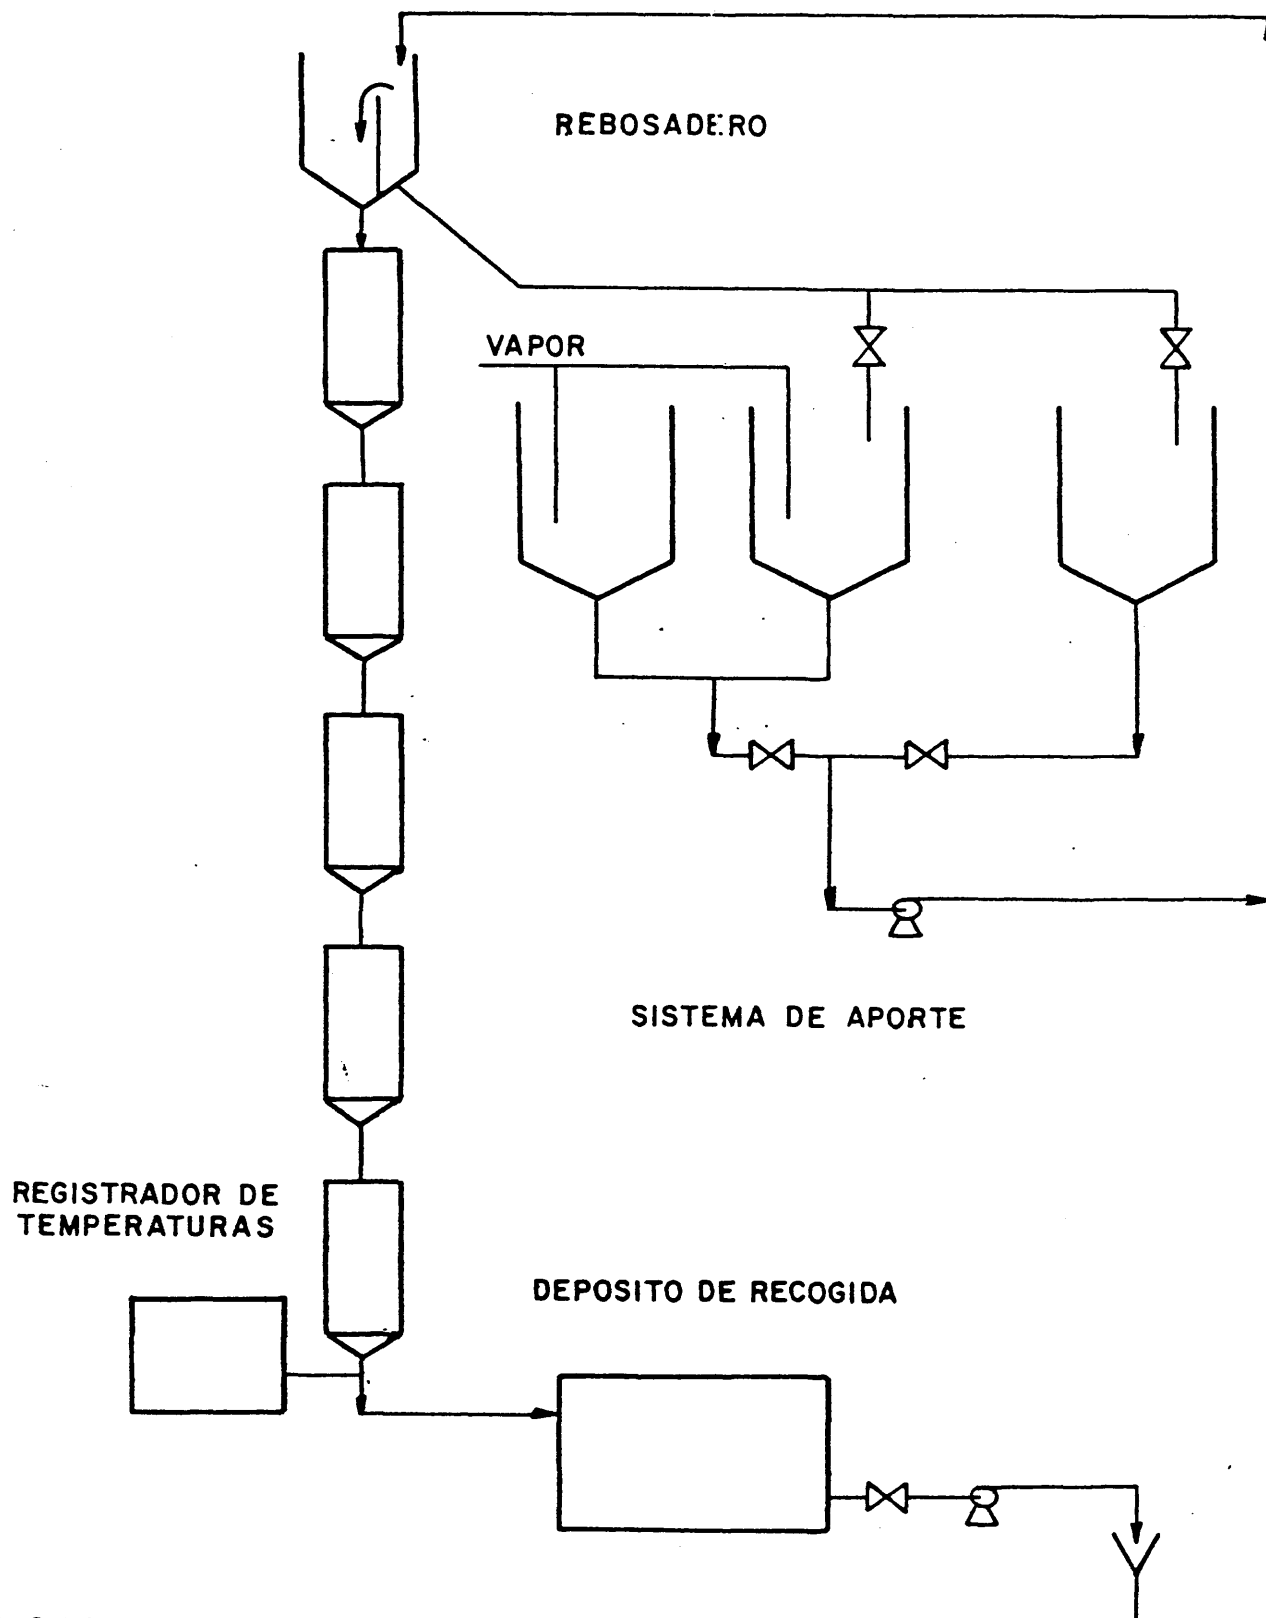 REBOSADERO
VAPOR
SISTEMA DE APORTE
REGISTRADOR DE
TEMPERATURAS
DEPOSITO DE RECOGIDA